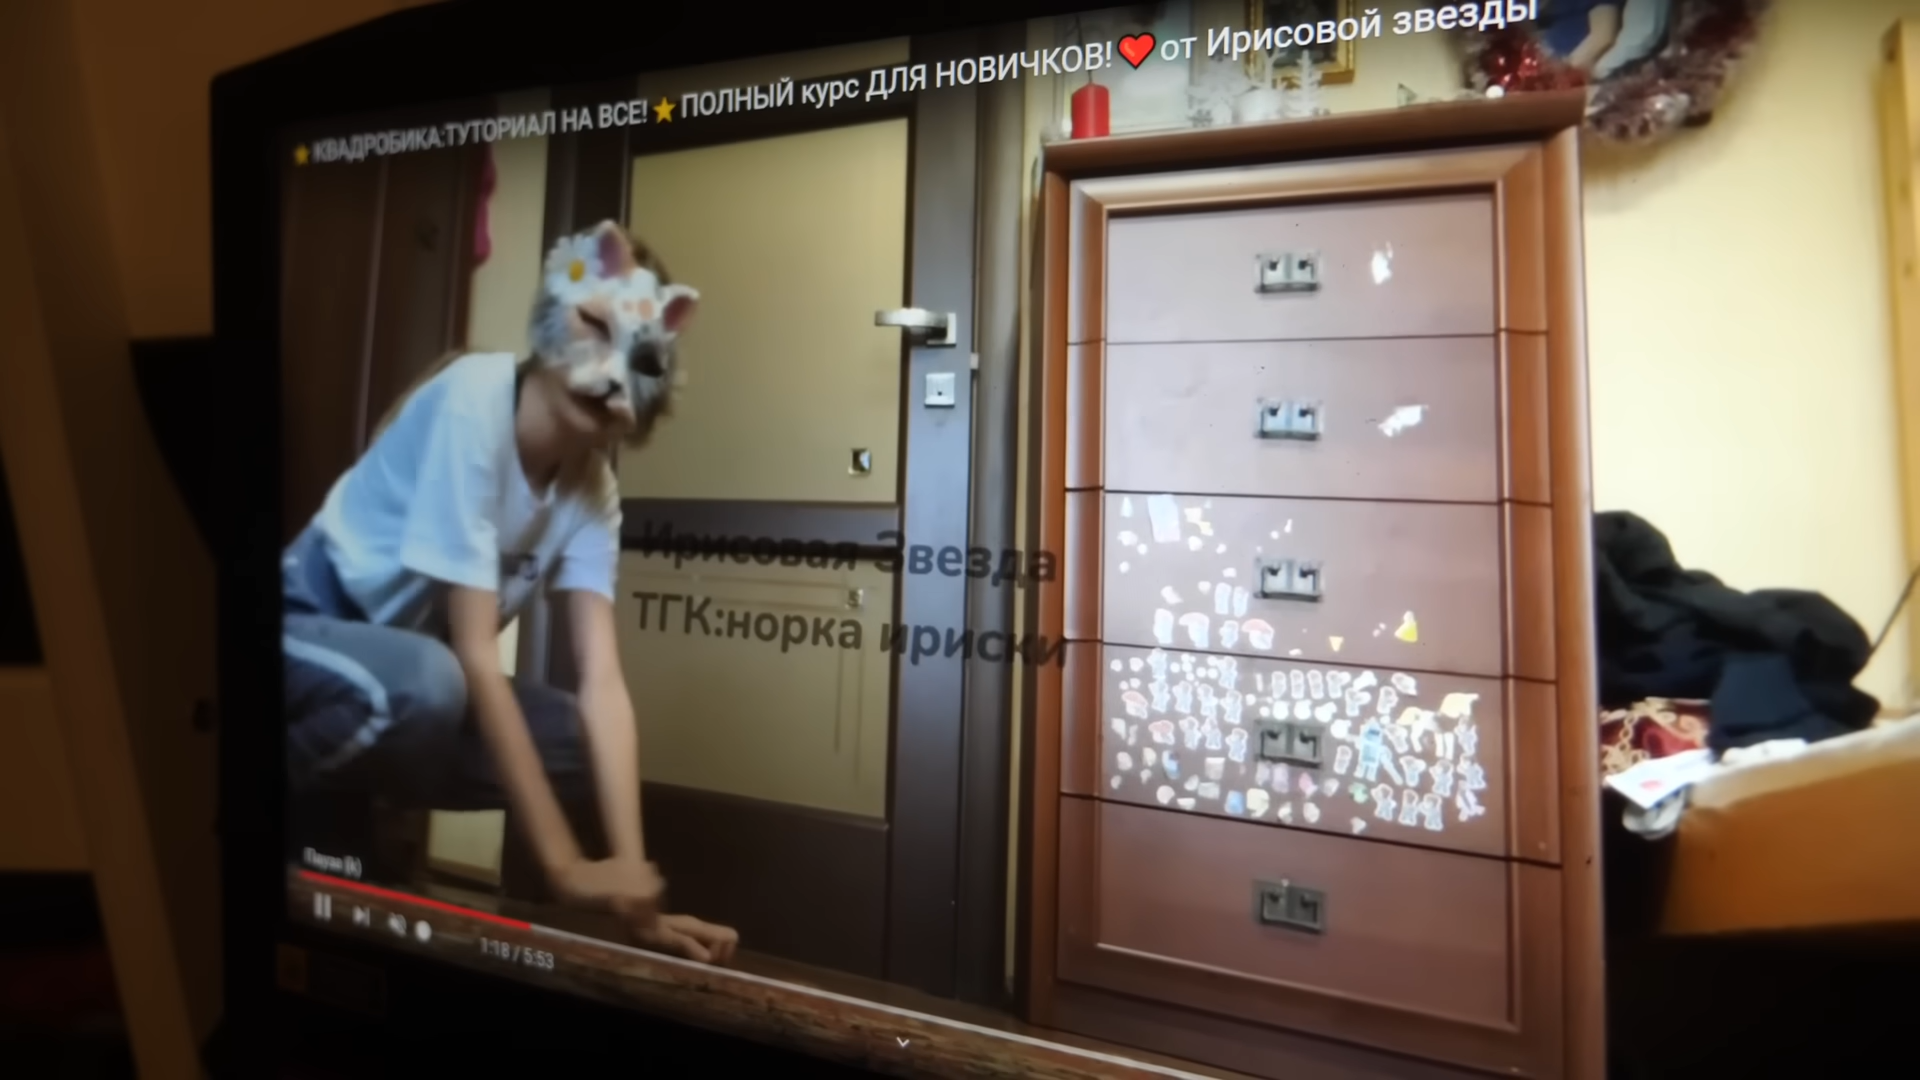 ⭐КВАДРОБИКА:ТУТОРИАЛ НА ВСЕ!⭐ПОЛНЫЙ курс ДЛЯ НОВИЧКОВ!❤️от Ирисовой звезды
Ирисовая Звезда
ТГК:норка ириски
Пауза (k)
1:18 / 5:53